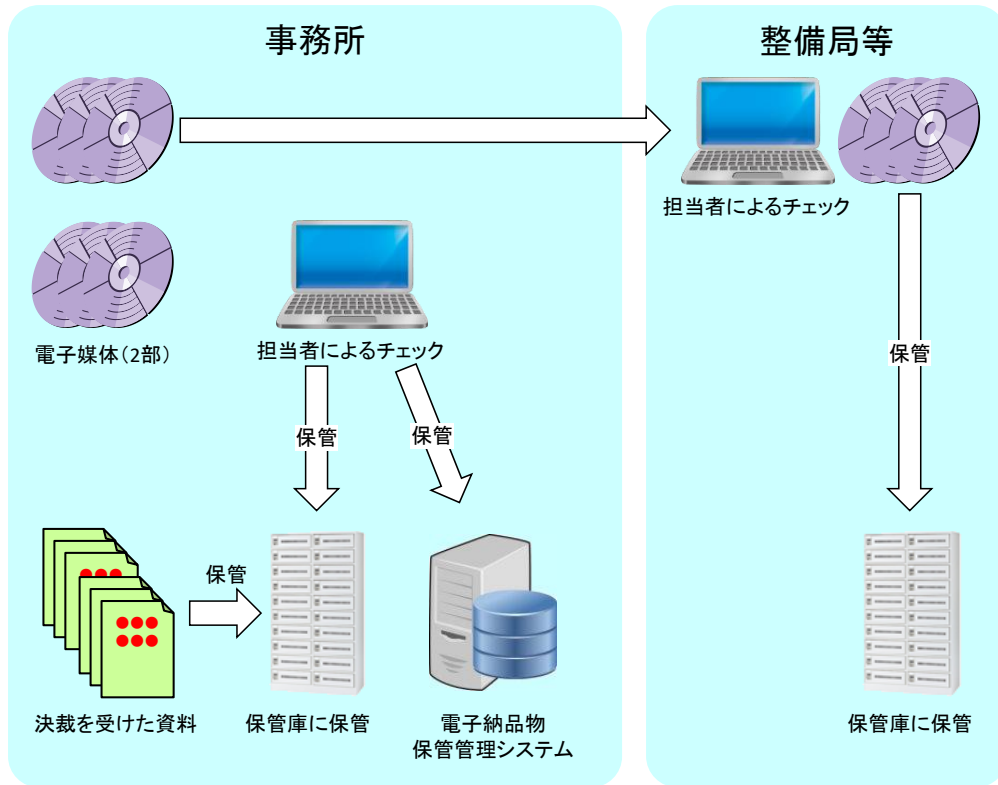 事務所
整備局等
担当者によるチェック
電子媒体（2部）
担当者によるチェック
保管
保管
保管
保管
決裁を受けた資料
保管庫に保管
電子納品物
保管管理システム
保管庫に保管